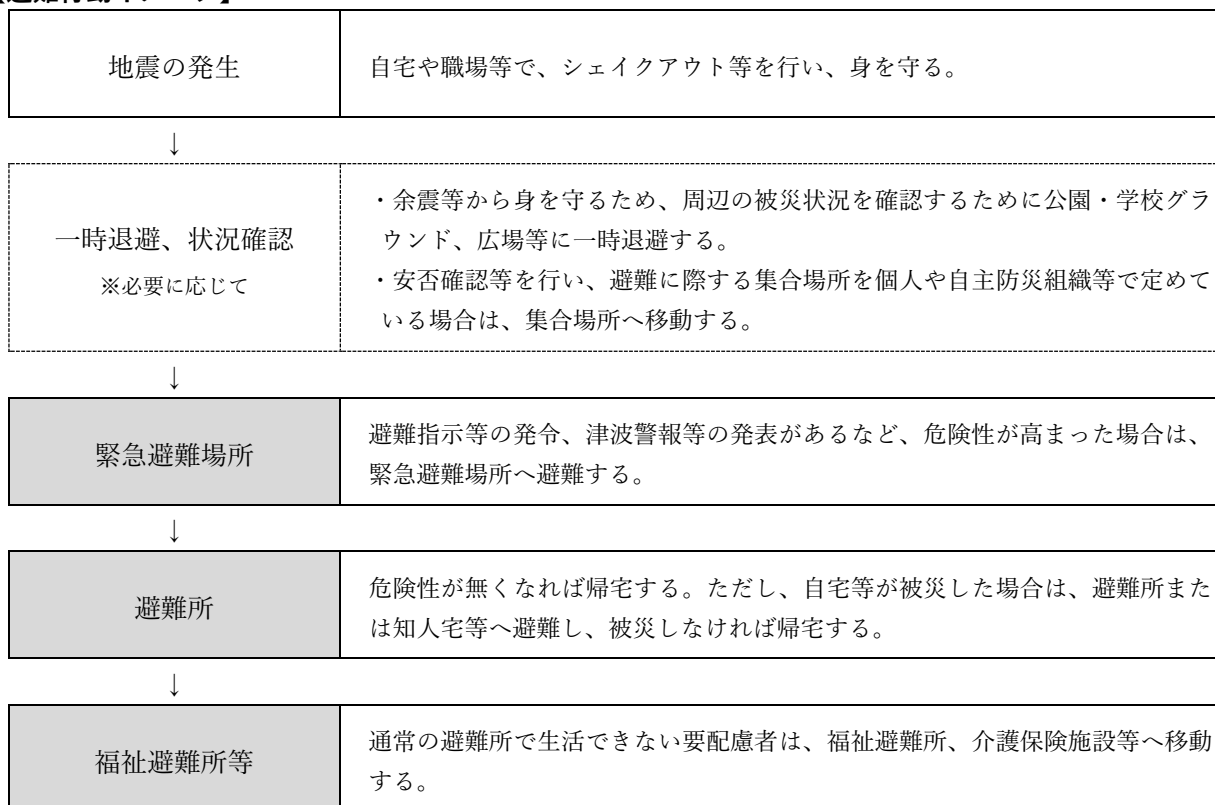 地震の発生
自宅や職場等で、シェイクアウト等を行い、身を守る。
↓
一時退避、状況確認
※必要に応じて
・余震等から身を守るため、周辺の被災状況を確認するために公園・学校グラ
ウンド、広場等に一時退避する。
・安否確認等を行い、避難に際する集合場所を個人や自主防災組織等で定めて
いる場合は、集合場所へ移動する。
↓
緊急避難場所
避難指示等の発令、津波警報等の発表があるなど、危険性が高まった場合は、
緊急避難場所へ避難する。
↓
避難所
危険性が無くなれば帰宅する。ただし、自宅等が被災した場合は、避難所また
は知人宅等へ避難し、被災しなければ帰宅する。
↓
福祉避難所等
通常の避難所で生活できない要配慮者は、福祉避難所、介護保険施設等へ移動
する。